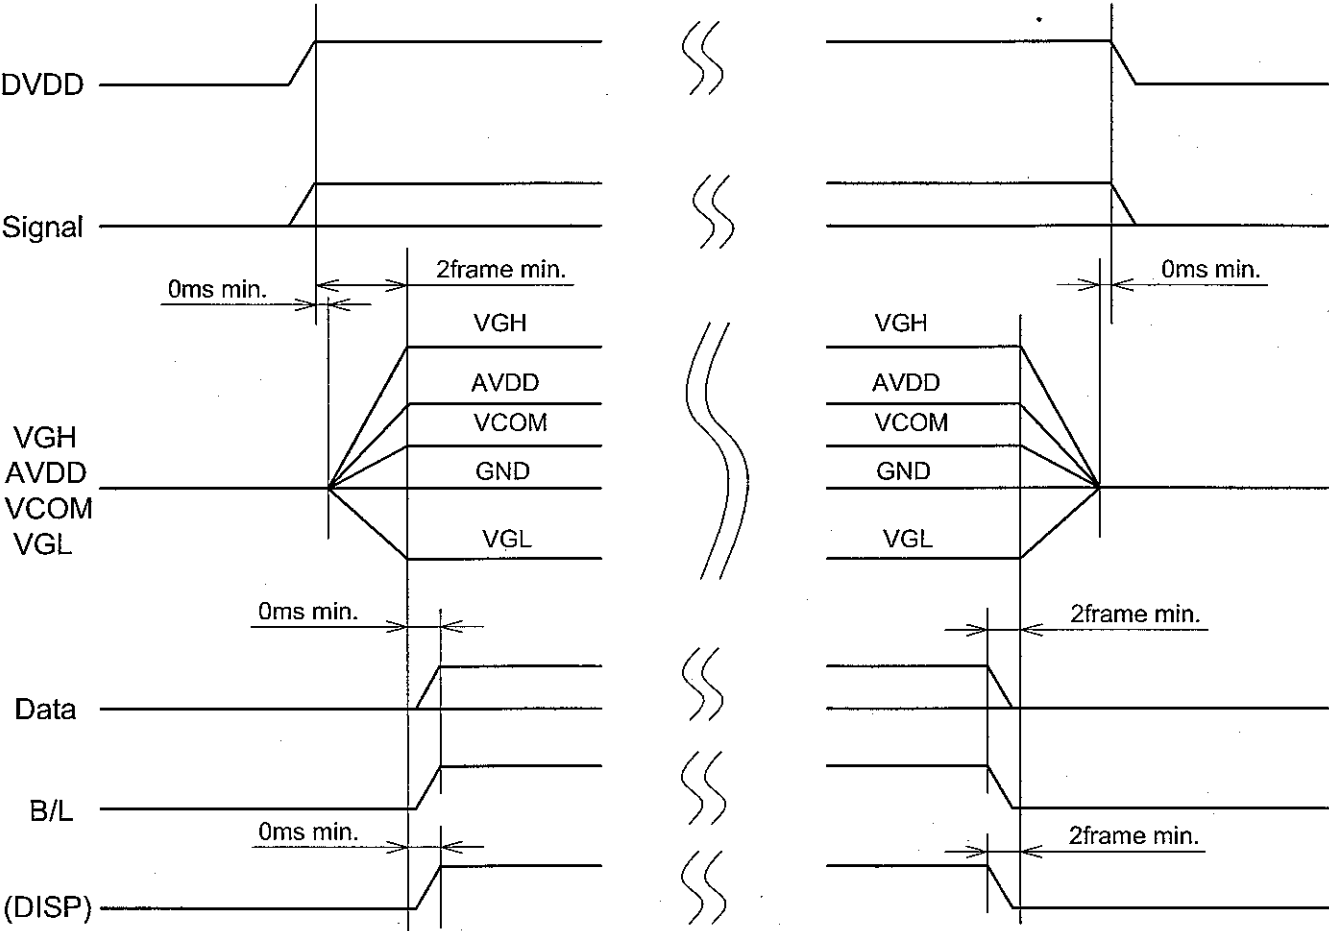 DVDD
Signal
2frame min.
0ms min.
0ms min.
VGH
VGH
AVDD
AVDD
VCOM
VCOM
VGH
AVDD
VCOM
VGL
GND
GND
VGL
VGL
0ms min.
2frame min.
Data
B/L
0ms min.
2frame min.
(DISP)